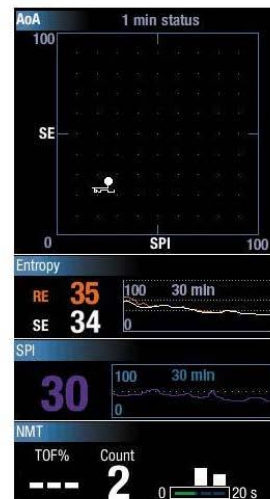 AoA 1 min status
100
SE
0 SPI 100
Entropy
RE 35 100 30 min
SE 34 0
SPI
30 100 30 min
0
NMT
TOF% Count
--- 2 0 20 s